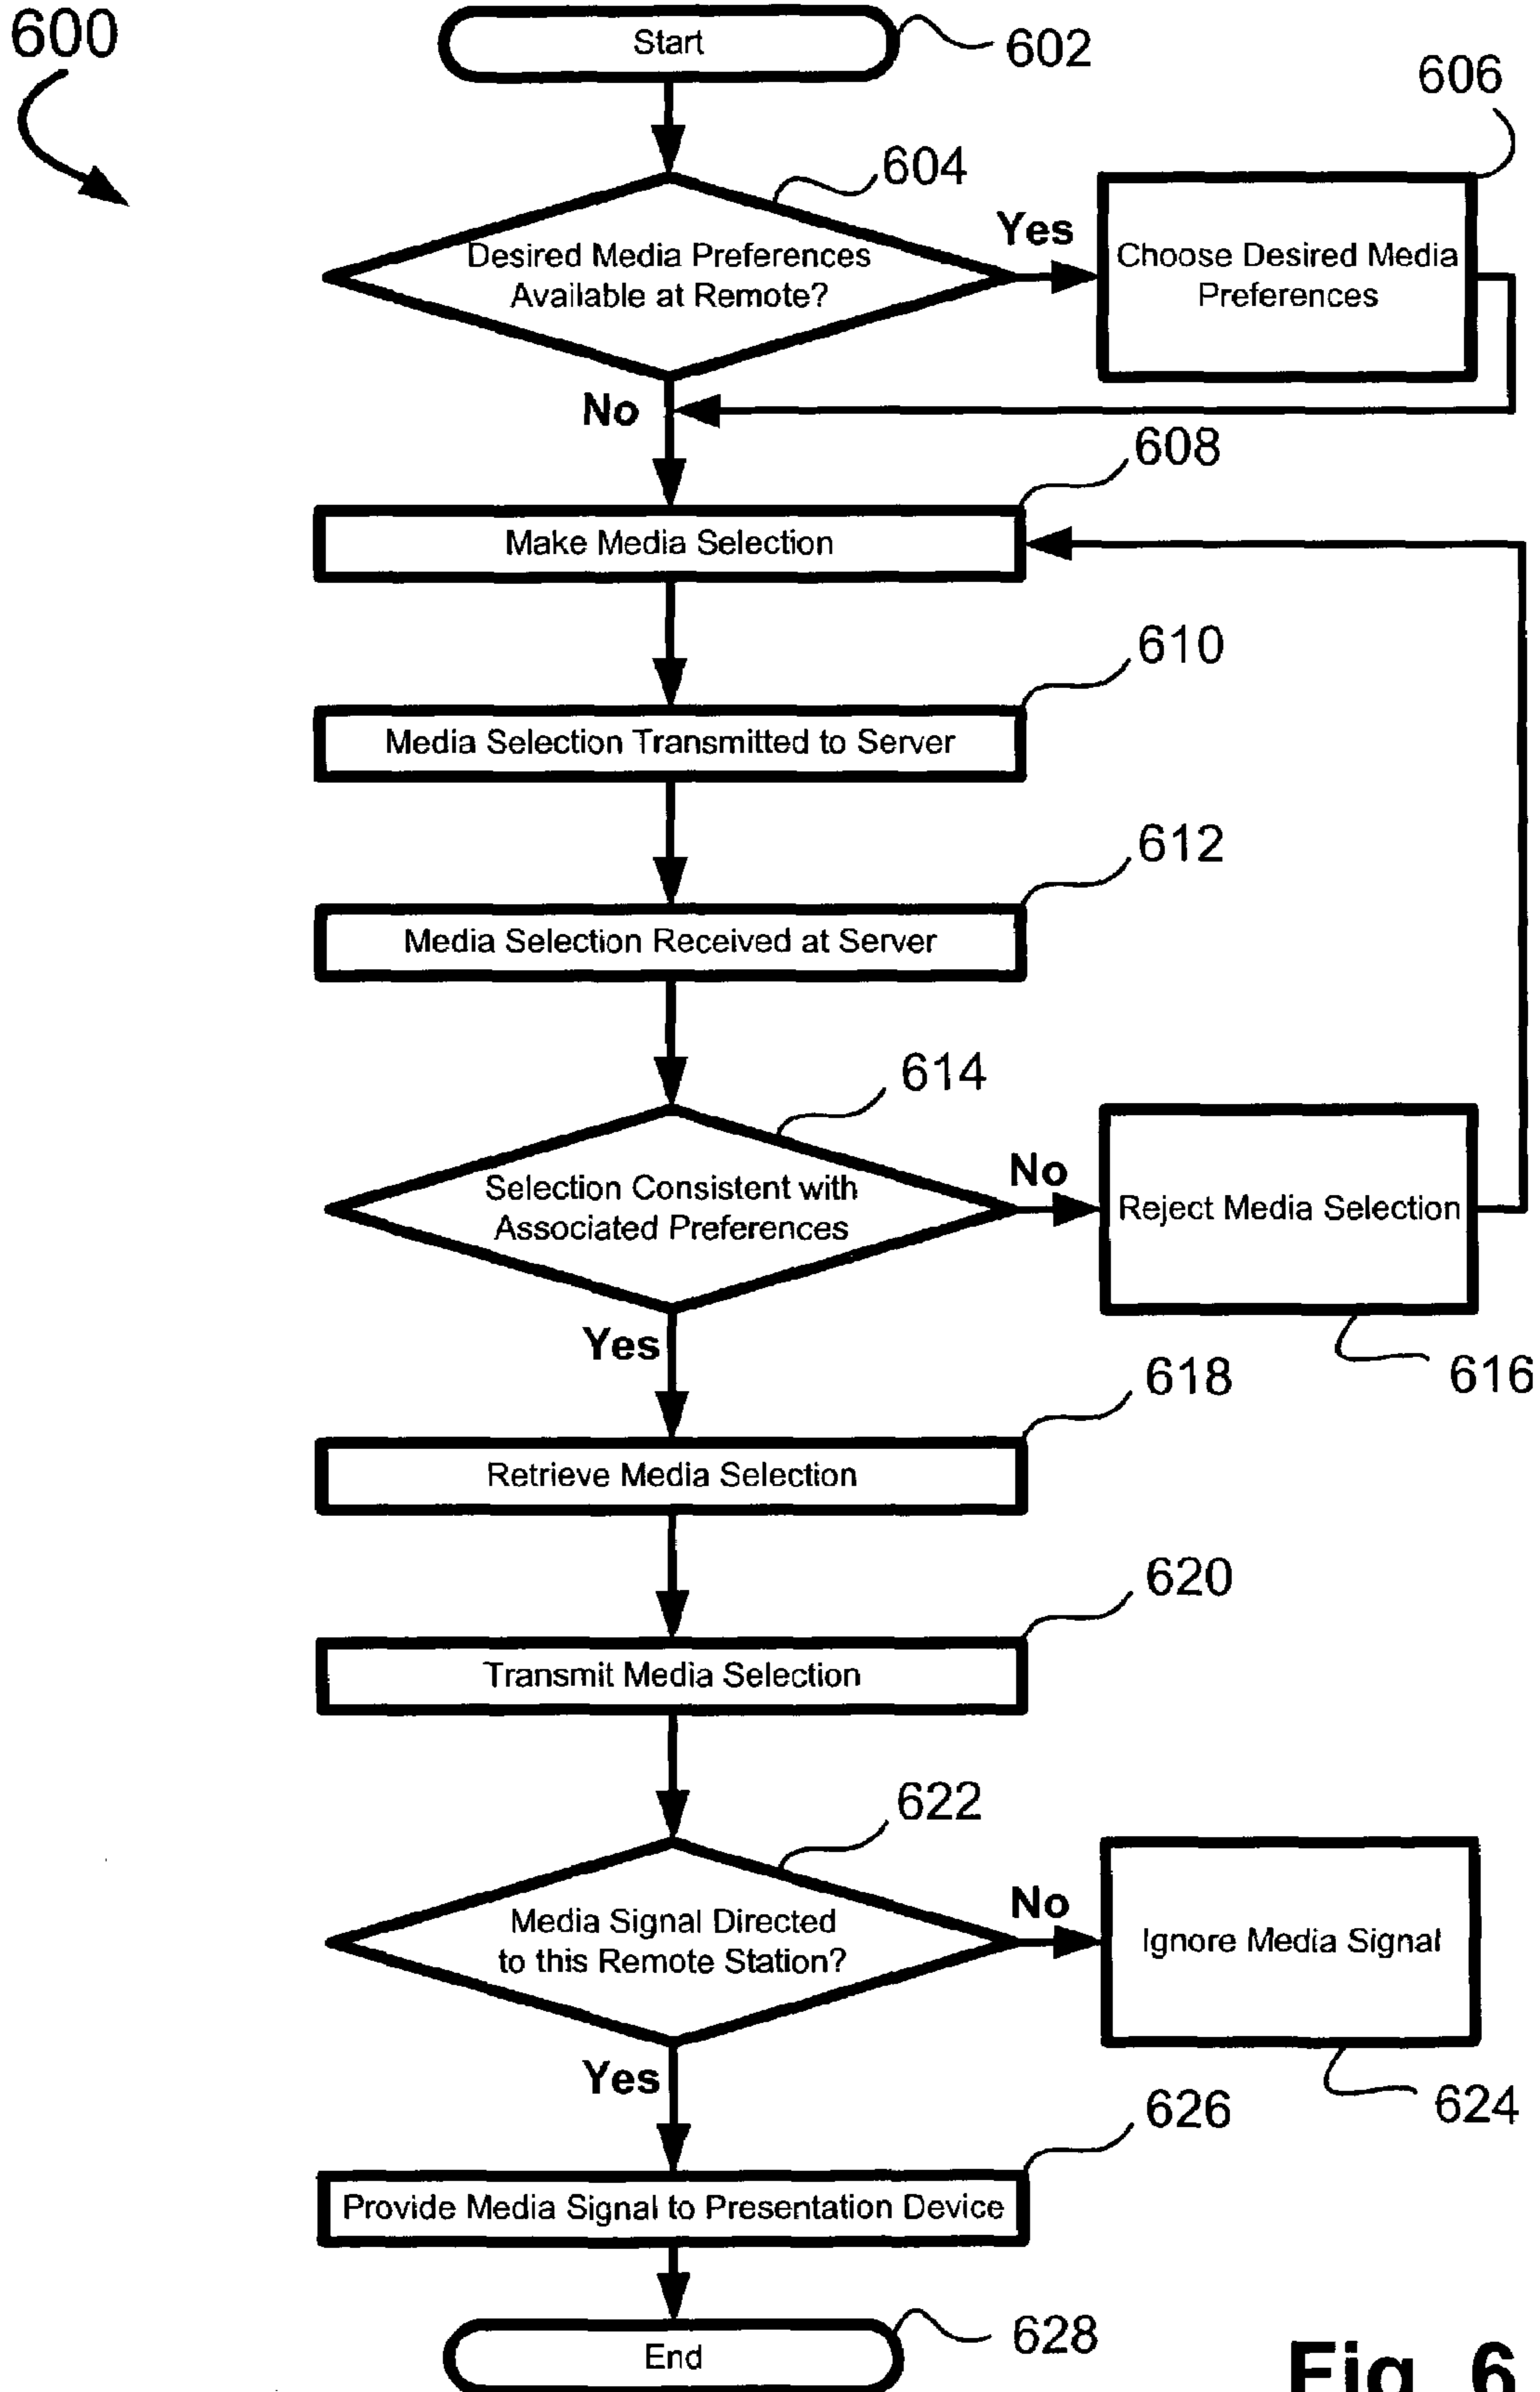 600
Start
602
606
604
Desired Media Preferences
Available at Remote?
Yes
Choose Desired Media
Preferences
No
608
Make Media Selection
610
Media Selection Transmitted to Server
612
Media Selection Received at Server
614
Selection Consistent with
Associated Preferences
No
Reject Media Selection
616
Yes
618
Retrieve Media Selection
620
Transmit Media Selection
622
Media Signal Directed
to this Remote Station?
No
Ignore Media Signal
624
Yes
626
Provide Media Signal to Presentation Device
End
628
Fig. 6